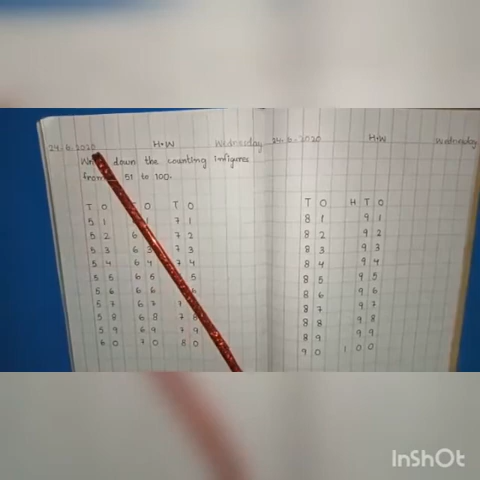 24.6.2020 H.W Wednesday
Write down the counting in figures
from 51 to 100.
T O T O T O
5 1 1 7 1
5 2 6 7 2
5 3 6 3 7 3
5 4 6 4 7 4
5 5 6 5 5
5 6 6 6
5 7 6 7 7
5 8 6 8 7 8
5 9 6 9 7 9
6 0 7 0 8 0
24.6.2020 H.W Wednesday
T O H T O
8 1 9 1
8 2 9 2
8 3 9 3
8 4 9 4
8 5 9 5
8 6 9 6
8 7 9 7
8 8 9 8
8 9 9 9
9 0 1 0 0
InShOt